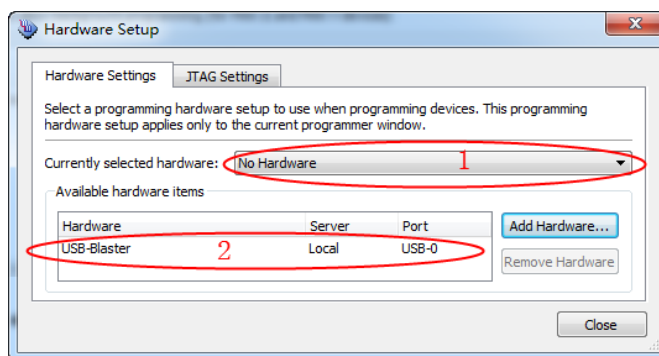 Hardware Setup
Hardware Settings
JTAG Settings
Select a programming hardware setup to use when programming devices. This programming
hardware setup applies only to the current programmer window.
Currently selected hardware: No Hardware 1
Available hardware items
Hardware Server Port
USB-Blaster 2 Local USB-0
Add Hardware...
Remove Hardware
Close